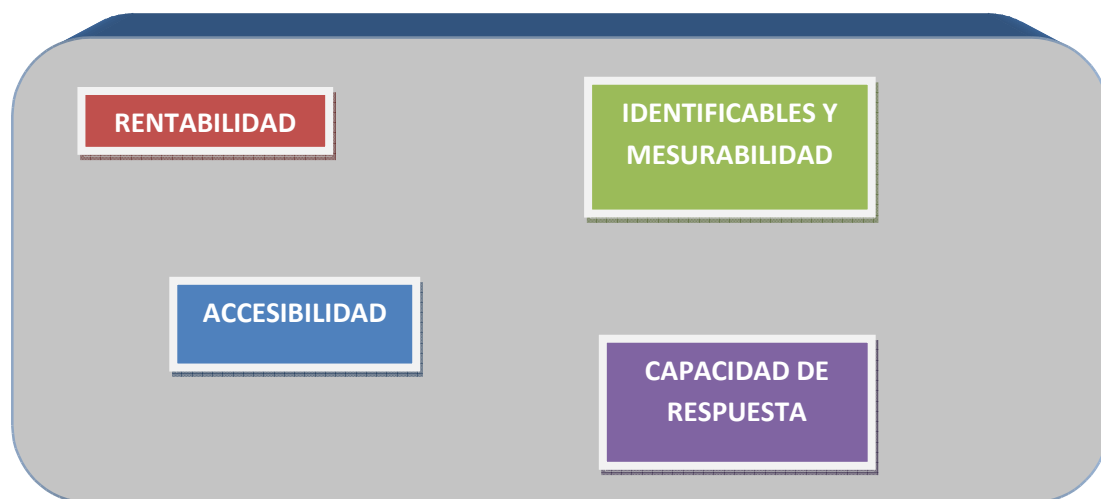 RENTABILIDAD
IDENTIFICABLES Y
MESURABILIDAD
ACCESIBILIDAD
CAPACIDAD DE
RESPUESTA